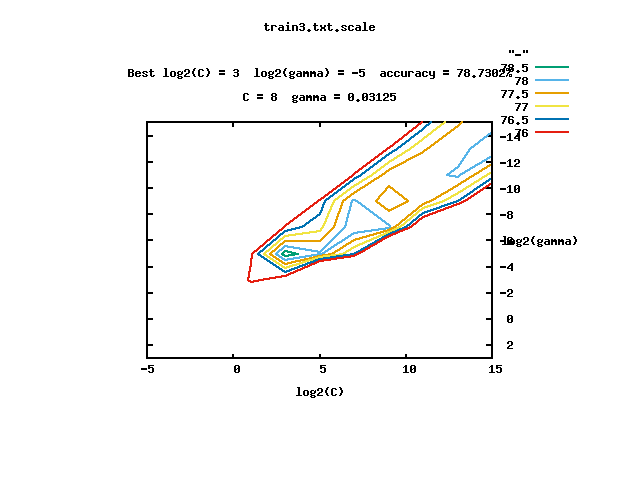 train3.txt.scale
"-"
Best log2(C) = 3  log2(gamma) = -5  accuracy = 78.7302%
78.5
78
C = 8  gamma = 0.03125
77.5
77
76.5
76
-14
-12
-10
-8
-6
log2(gamma)
-4
-2
0
2
-5 0 5 10 15
log2(C)